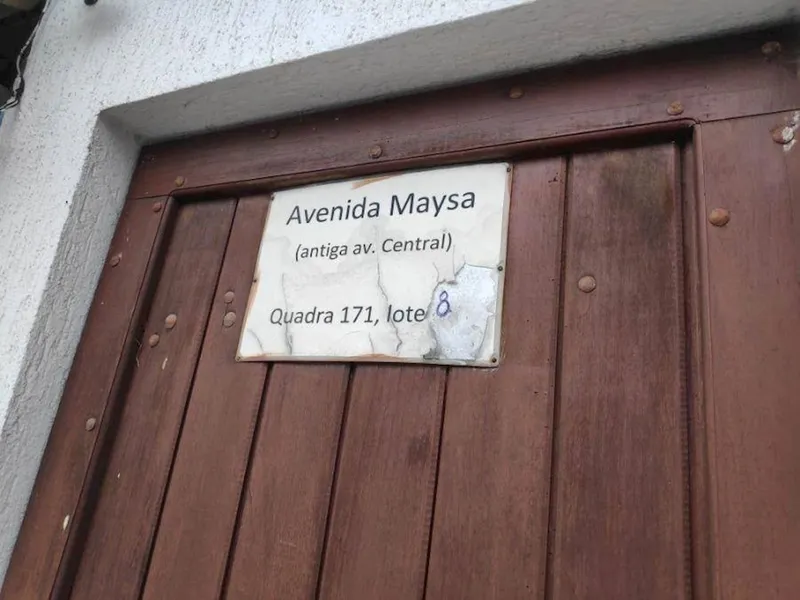 Avenida Maysa
(antiga av. Central)
Quadra 171, lote 8